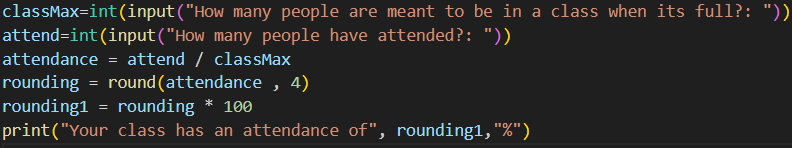 classMax=int(input("How many people are meant to be in a class when its full?: "))
attend=int(input("How many people have attended?: "))
attendance = attend / classMax
rounding = round(attendance , 4)
rounding1 = rounding * 100
print("Your class has an attendance of", rounding1,"%")